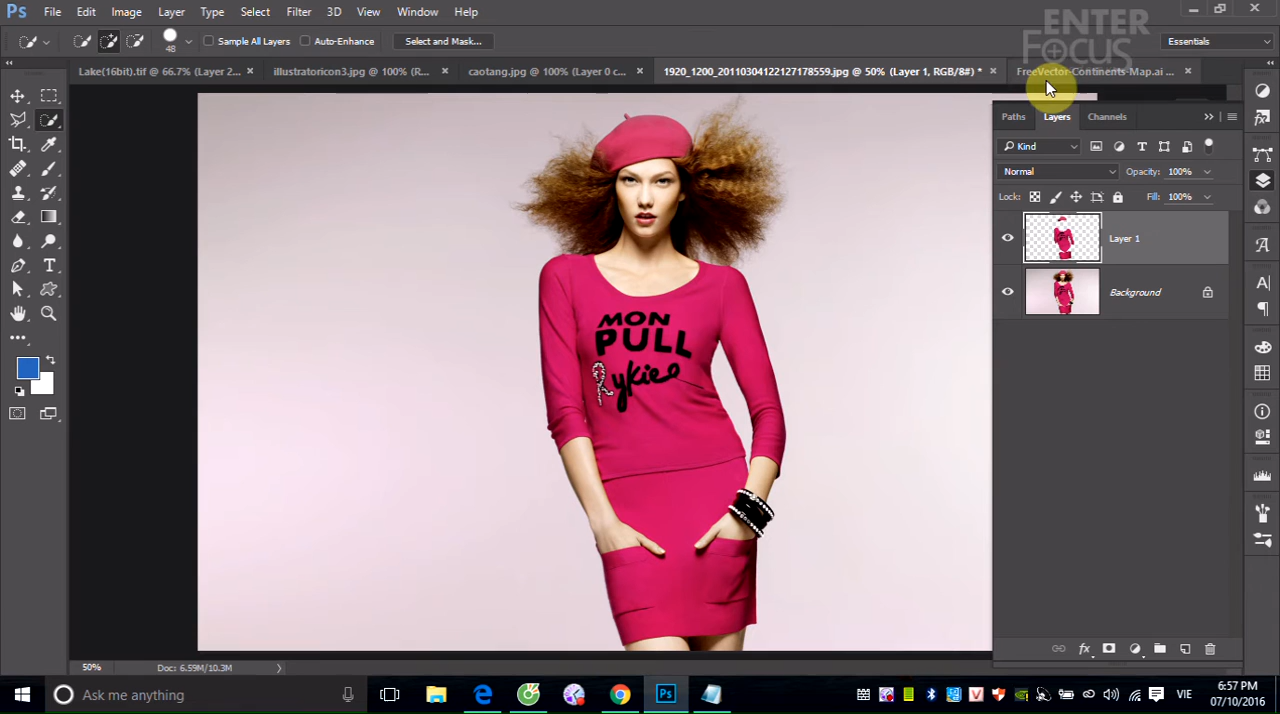 Ps File Edit Image Layer Type Select Filter 3D View Window Help
ENTER
FOCUS
48 Sample All Layers Auto-Enhance Select and Mask... Essentials
Lake(16bit).tif @ 66.7% (Layer 2... × illustratoricon3.jpg @ 100% (R... × caotang.jpg @ 100% (Layer 0 c... × 1920_1200_20110304122127178559.jpg @ 50% (Layer 1, RGB/8#) * × FreeVector-Continents-Map.ai ... ×
Paths Layers Channels
Kind
Normal Opacity: 100%
Lock: Fill: 100%
Layer 1
Background
MON
PULL
Rykiel
50% Doc: 6.59M/10.3M
Ask me anything
VIE
6:57 PM
07/10/2016